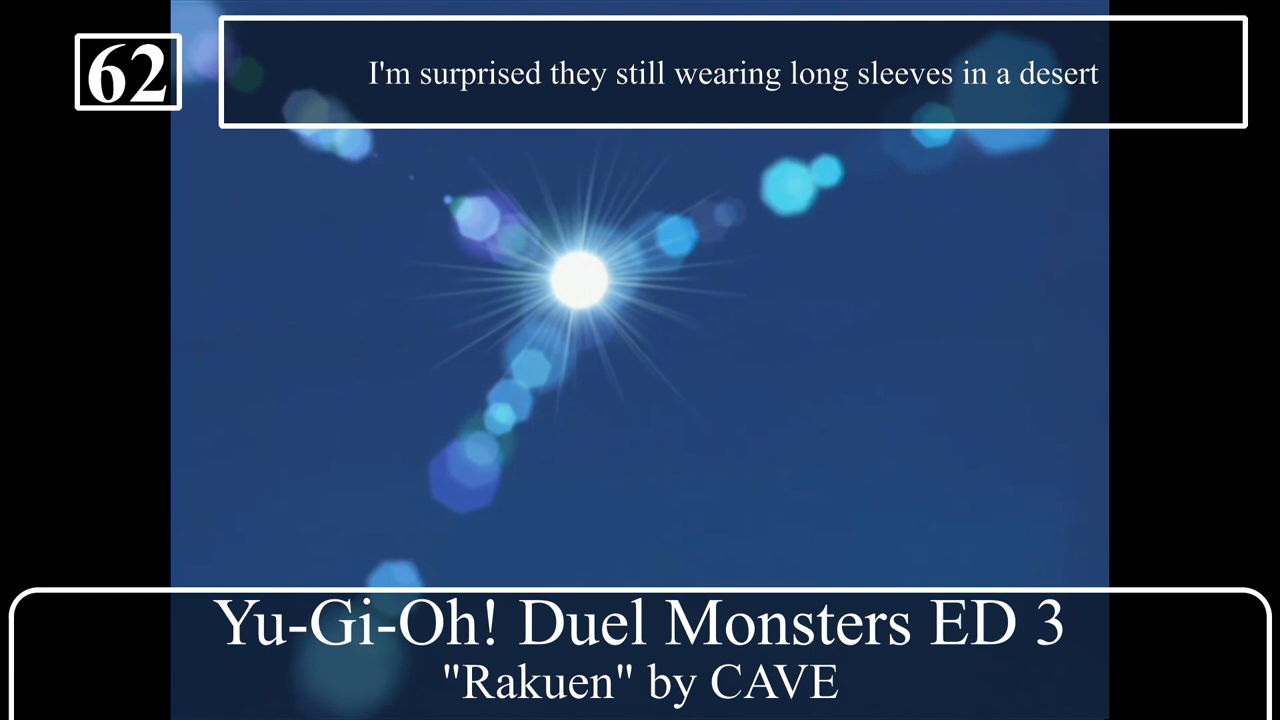 62
I'm surprised they still wearing long sleeves in a desert
Yu-Gi-Oh! Duel Monsters ED 3
"Rakuen" by CAVE